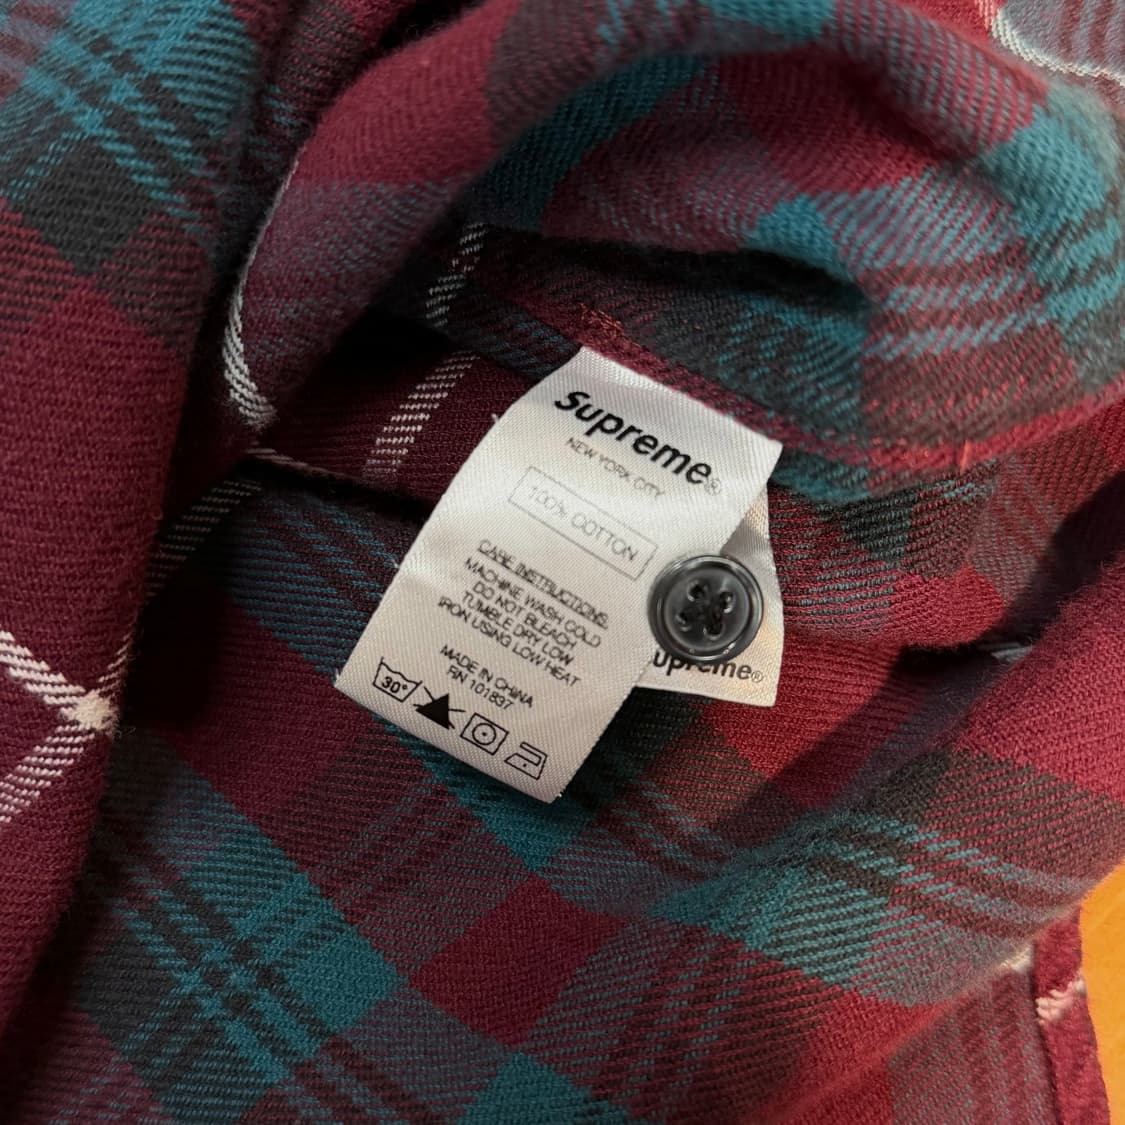 Supreme®
NEW YORK CITY
100% COTTON
CARE INSTRUCTIONS.
MACHINE WASH COLD
DO NOT BLEACH
TUMBLE DRY LOW
IRON USING LOW HEAT
MADE IN CHINA
RN 101837
30°
upreme®